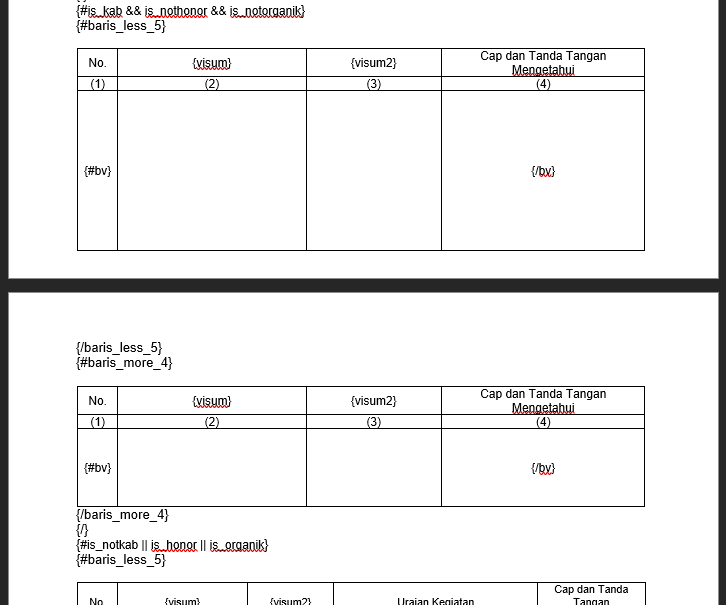 {#is_kab && is_nothonor && is_notorganik}
{#baris_less_5}
No. {visum} {visum2} Cap dan Tanda Tangan
Mengetahui
(1) (2) (3) (4)
{#bv} {/bv}
{/baris_less_5}
{#baris_more_4}
No. {visum} {visum2} Cap dan Tanda Tangan
Mengetahui
(1) (2) (3) (4)
{#bv} {/bv}
{/baris_more_4}
{/}
{#is_notkab || is_honor || is_organik}
{#baris_less_5}
No. {visum} {visum2} Uraian Kegiatan Cap dan Tanda
Tangan